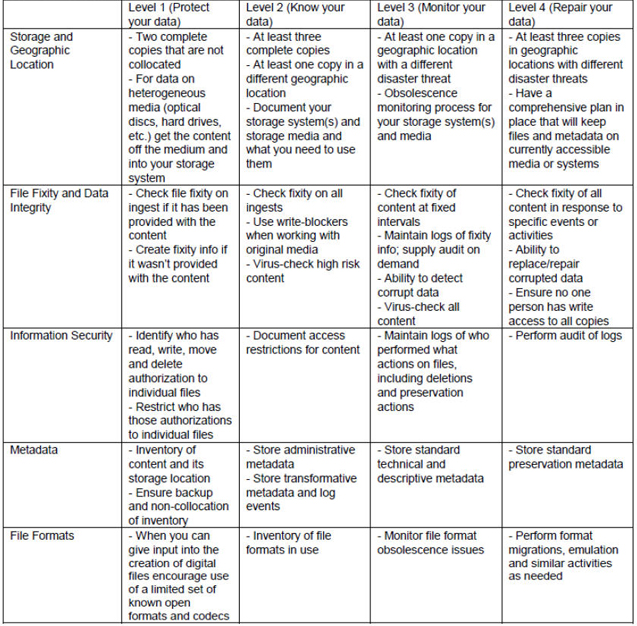 Level 1 (Protect
your data)
Level 2 (Know your
data)
Level 3 (Monitor your
data)
Level 4 (Repair your
data)
Storage and
Geographic
Location
- Two complete
copies that are not
collocated
- For data on
heterogeneous
media (optical
discs, hard drives,
etc.) get the content
off the medium and
into your storage
system
- At least three
complete copies
- At least one copy in a
different geographic
location
- Document your
storage system(s) and
storage media and
what you need to use
them
- At least one copy in a
geographic location
with a different
disaster threat
- Obsolescence
monitoring process for
your storage system(s)
and media
- At least three copies
in geographic
locations with different
disaster threats
- Have a
comprehensive plan in
place that will keep
files and metadata on
currently accessible
media or systems
File Fixity and Data
Integrity
- Check file fixity on
ingest if it has been
provided with the
content
- Create fixity info if
it wasn't provided
with the content
- Check fixity on all
ingests
- Use write-blockers
when working with
original media
- Virus-check high risk
content
- Check fixity of
content at fixed
intervals
- Maintain logs of fixity
info; supply audit on
demand
- Ability to detect
corrupt data
- Virus-check all
content
- Check fixity of all
content in response to
specific events or
activities
- Ability to
replace/repair
corrupted data
- Ensure no one
person has write
access to all copies
Information Security
- Identify who has
read, write, move
and delete
authorization to
individual files
- Restrict who has
those authorizations
to individual files
- Document access
restrictions for content
- Maintain logs of who
performed what
actions on files,
including deletions
and preservation
actions
- Perform audit of logs
Metadata
- Inventory of
content and its
storage location
- Ensure backup
and non-collocation
of inventory
- Store administrative
metadata
- Store transformative
metadata and log
events
- Store standard
technical and
descriptive metadata
- Store standard
preservation metadata
File Formats
- When you can
give input into the
creation of digital
files encourage use
of a limited set of
known open
formats and codecs
- Inventory of file
formats in use
- Monitor file format
obsolescence issues
- Perform format
migrations, emulation
and similar activities
as needed